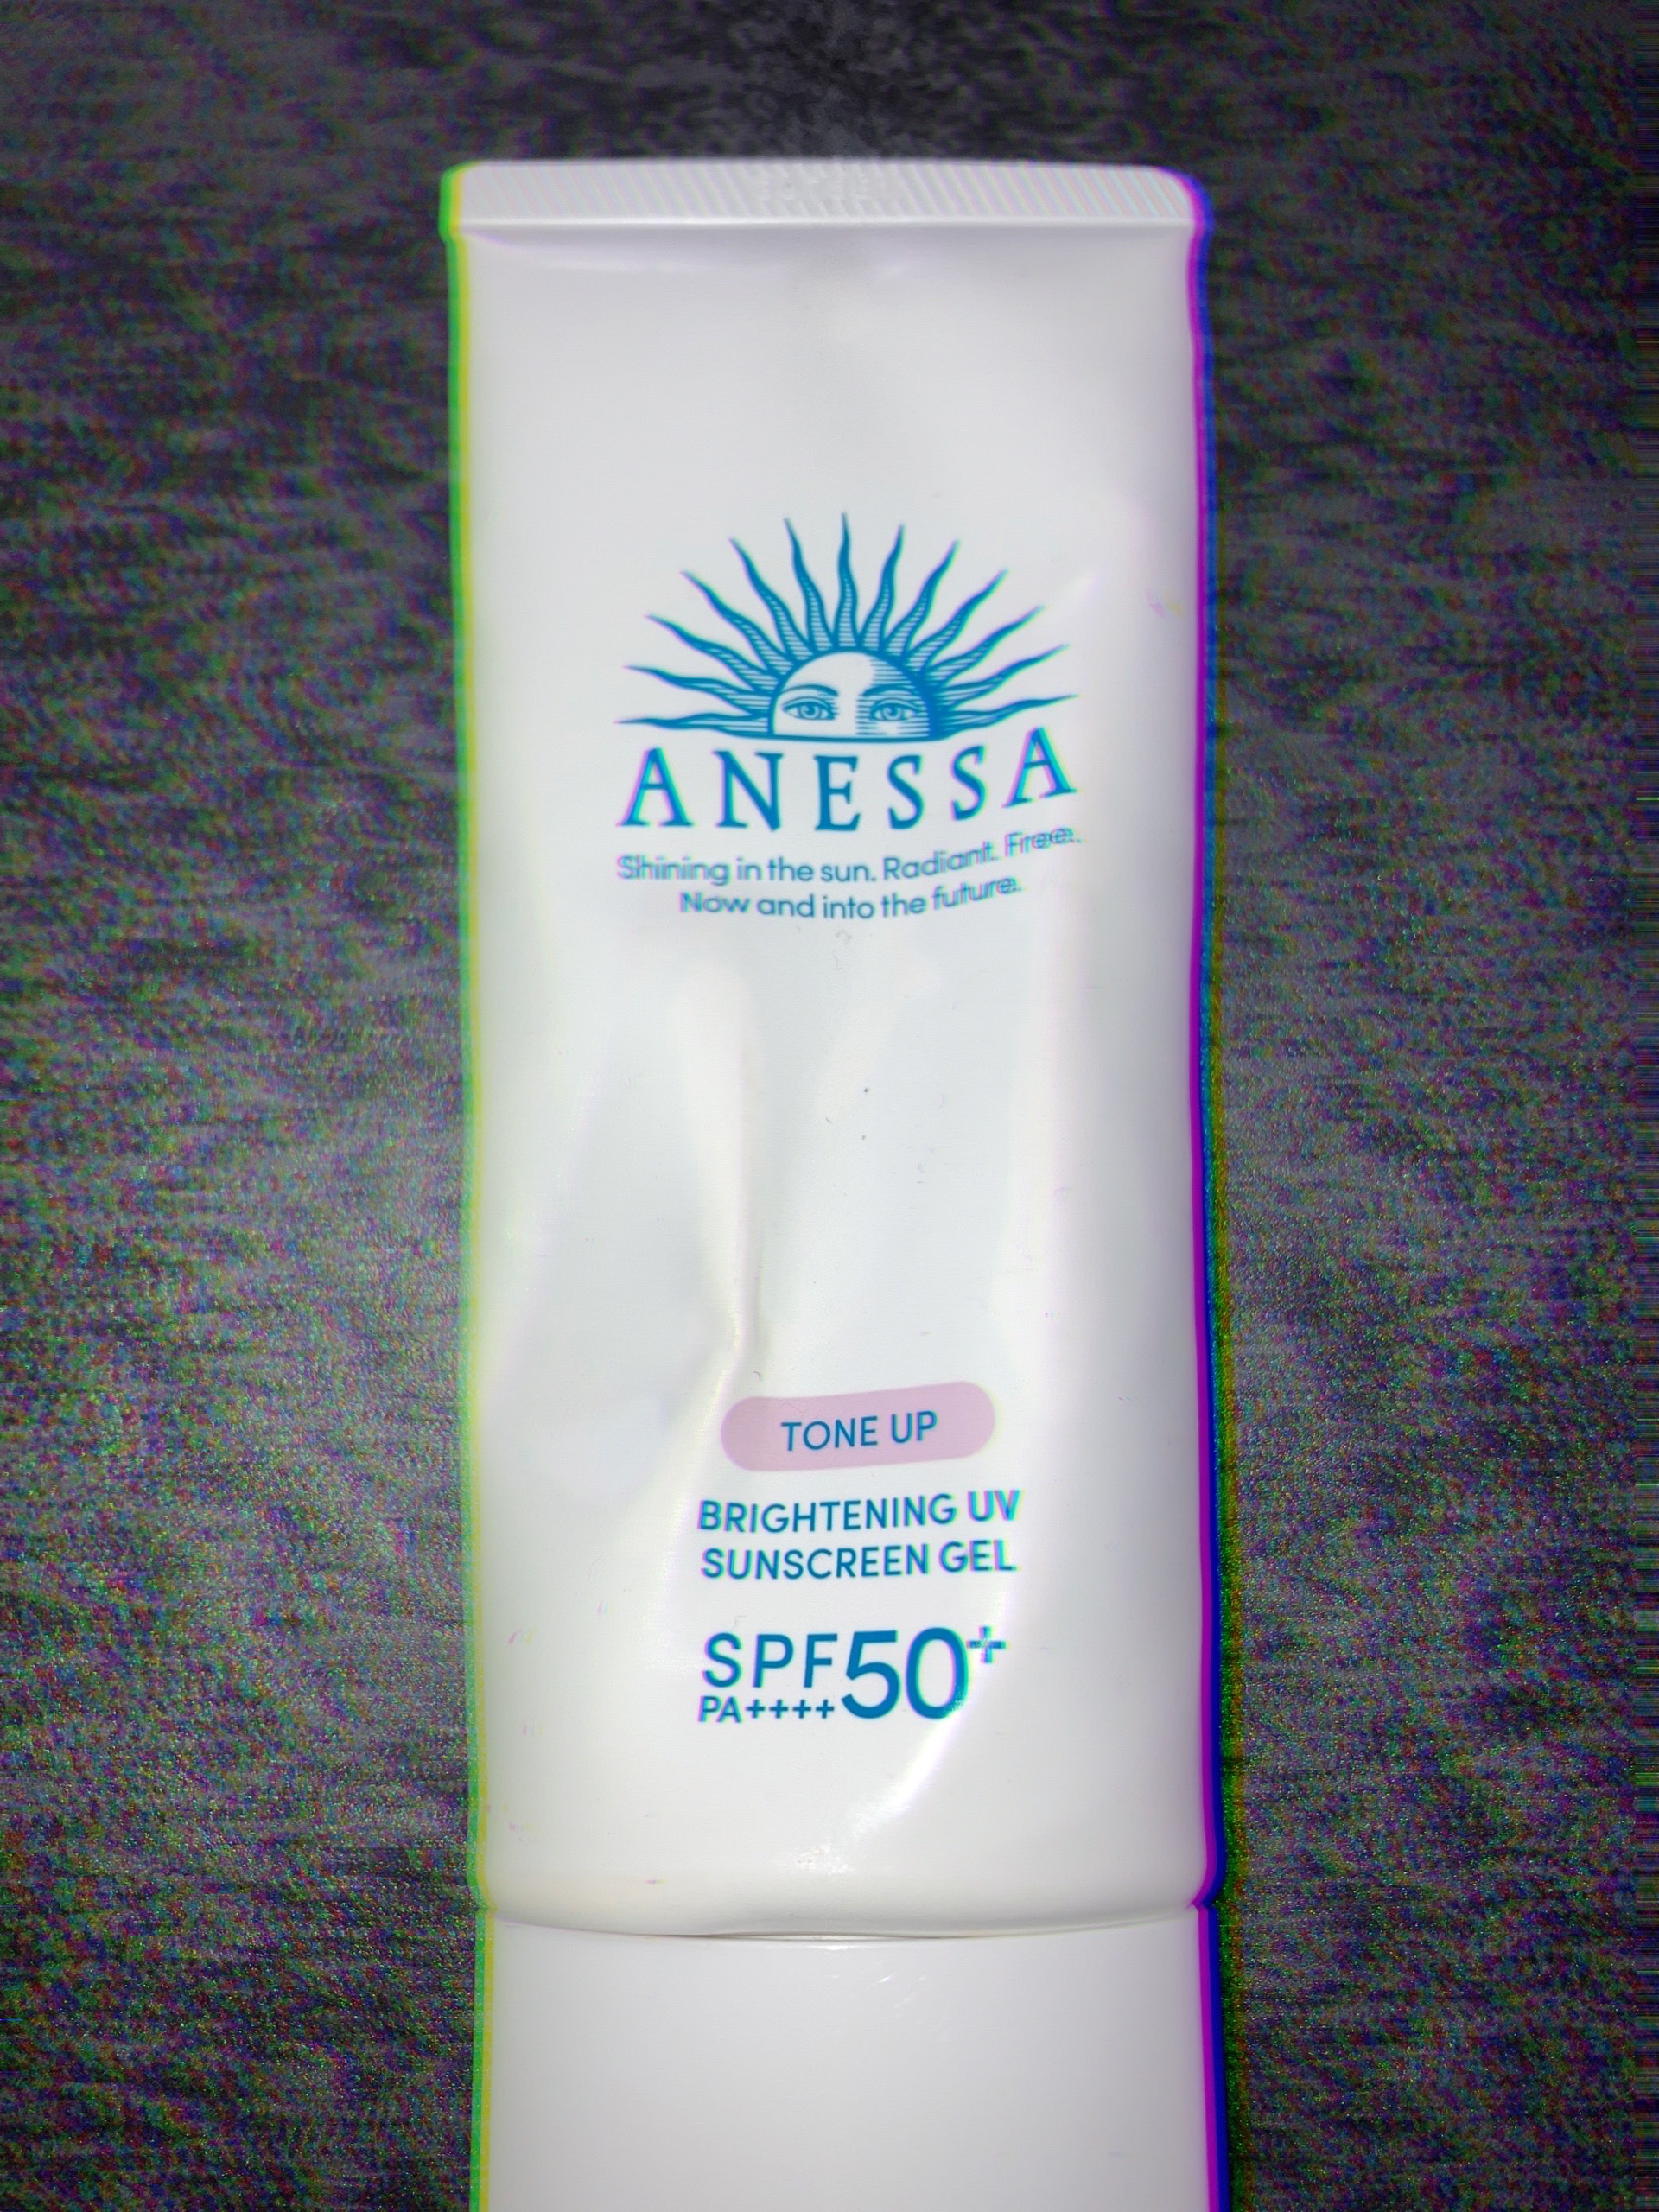 ANESSA
Shining in the sun. Radiant. Free.
Now and into the future.
TONE UP
BRIGHTENING UV
SUNSCREEN GEL
SPF50+
PA++++